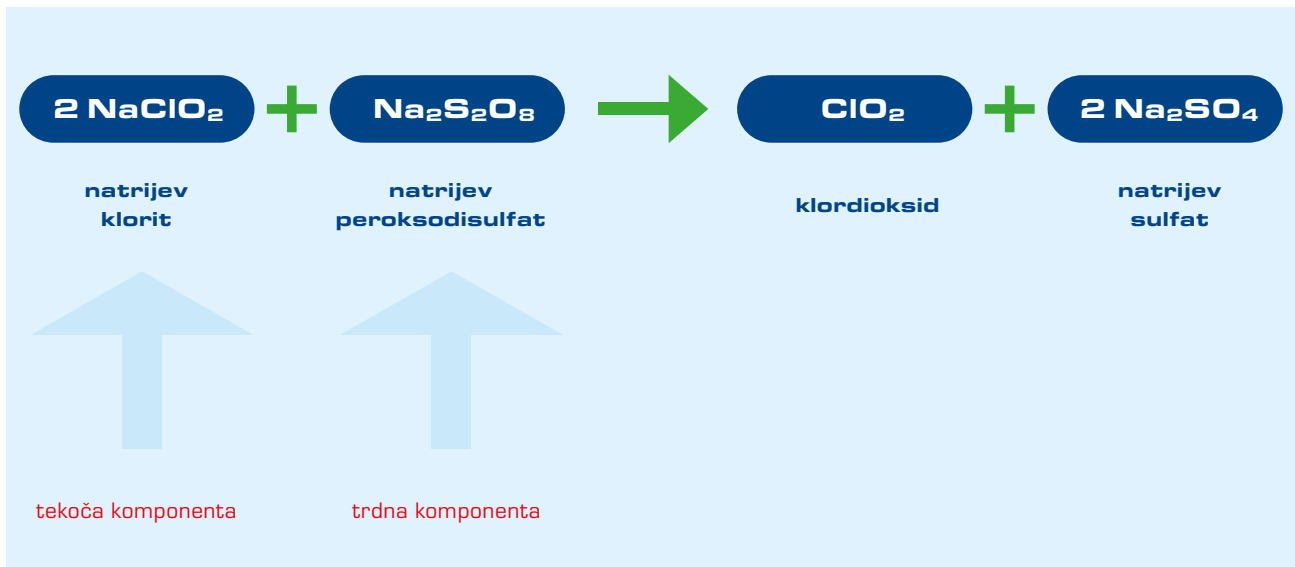 2 NaClO₂ + Na₂S₂O₈ → ClO₂ + 2 Na₂SO₄
natrijev
klorit
natrijev
peroksodisulfat
klordioksid
natrijev
sulfat
tekoča komponenta
trdna komponenta